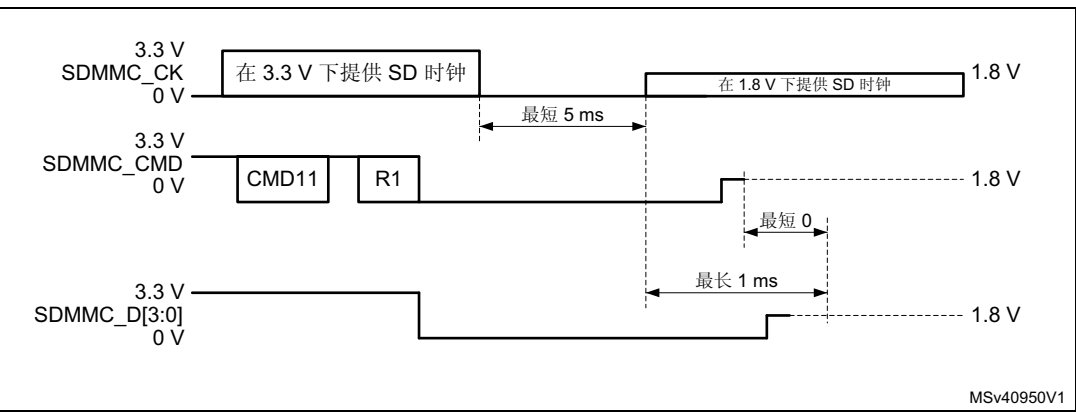 3.3 V
SDMMC_CK
0 V
在 3.3 V 下提供 SD 时钟
在 1.8 V 下提供 SD 时钟
1.8 V
最短 5 ms
3.3 V
SDMMC_CMD
0 V
CMD11
R1
1.8 V
最短 0
最长 1 ms
3.3 V
SDMMC_D[3:0]
0 V
1.8 V
MSv40950V1